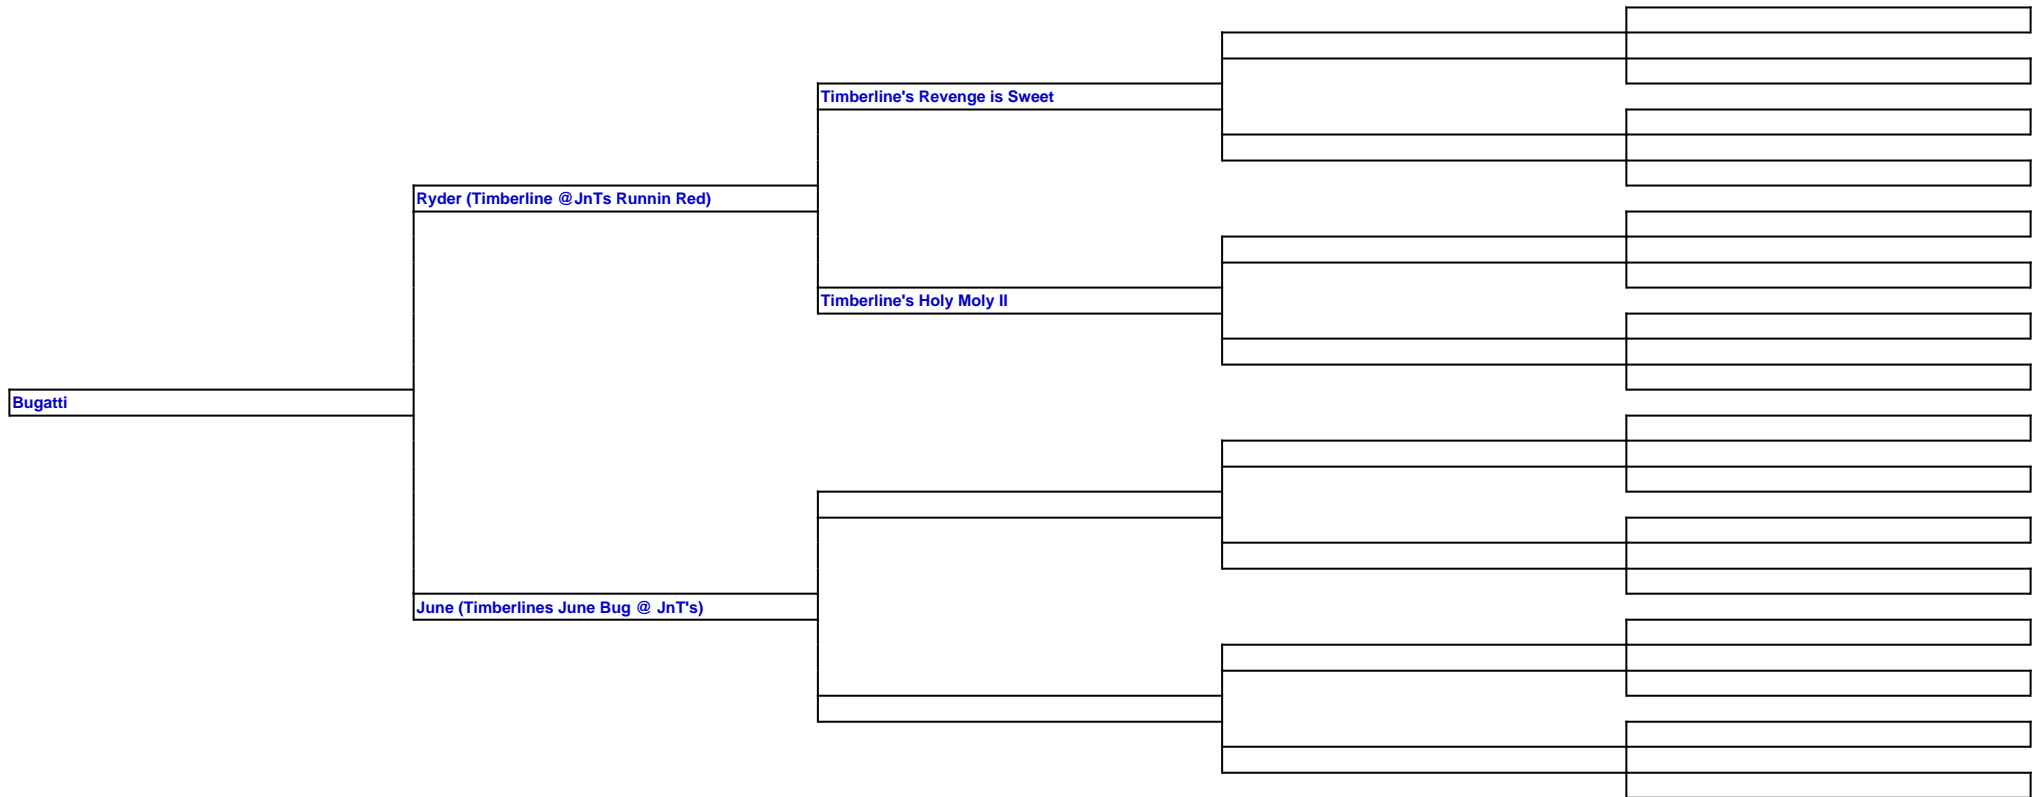 Timberline's Revenge is Sweet
Ryder (Timberline @JnTs Runnin Red)
Timberline's Holy Moly II
Bugatti
June (Timberlines June Bug @ JnT's)